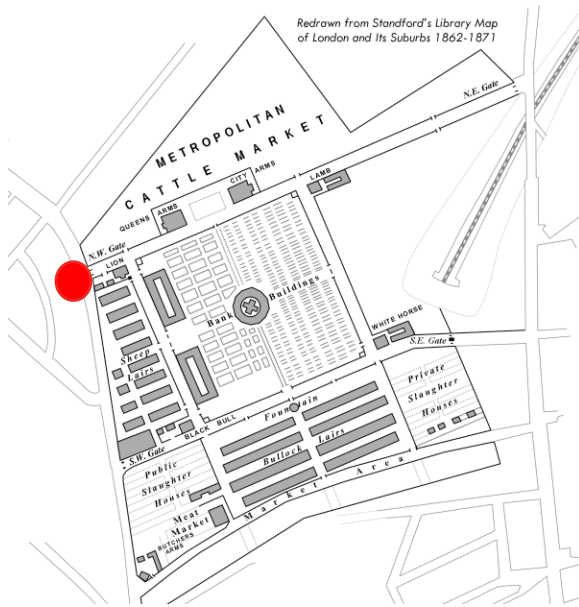 Redrawn from Standford's Library Map
of London and Its Suburbs 1862-1871
N.E. Gate
METROPOLITAN
CATTLE MARKET
CITY ARMS
LAMB
QUEENS ARMS
N.W. Gate
LION
Bank Buildings
WHITE HORSE
S.E. Gate
Sheep
Lairs
Private
Slaughter
Houses
Fountain
BLACK BULL
S.W. Gate
Bullock Lairs
Public
Slaughter
Houses
Meat
Market
Market Area
BUTCHERS
ARMS